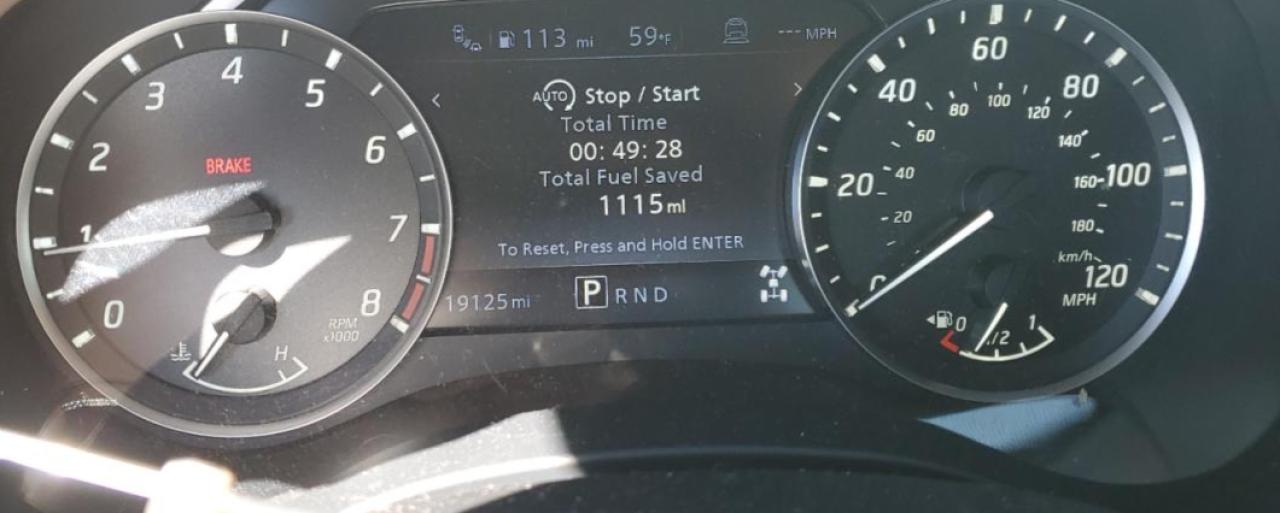 113 mi 59°F --- MPH
< AUTO Stop / Start >
Total Time
00: 49: 28
Total Fuel Saved
1115 ml
To Reset, Press and Hold ENTER
19125 mi P R N D
0 1 2 3 4 5 6 7 8
BRAKE
RPM
x1000
H
0 20 40 60 80 100 120
MPH
20 40 60 80 100 120 140 160 180
km/h
0 1/2 1